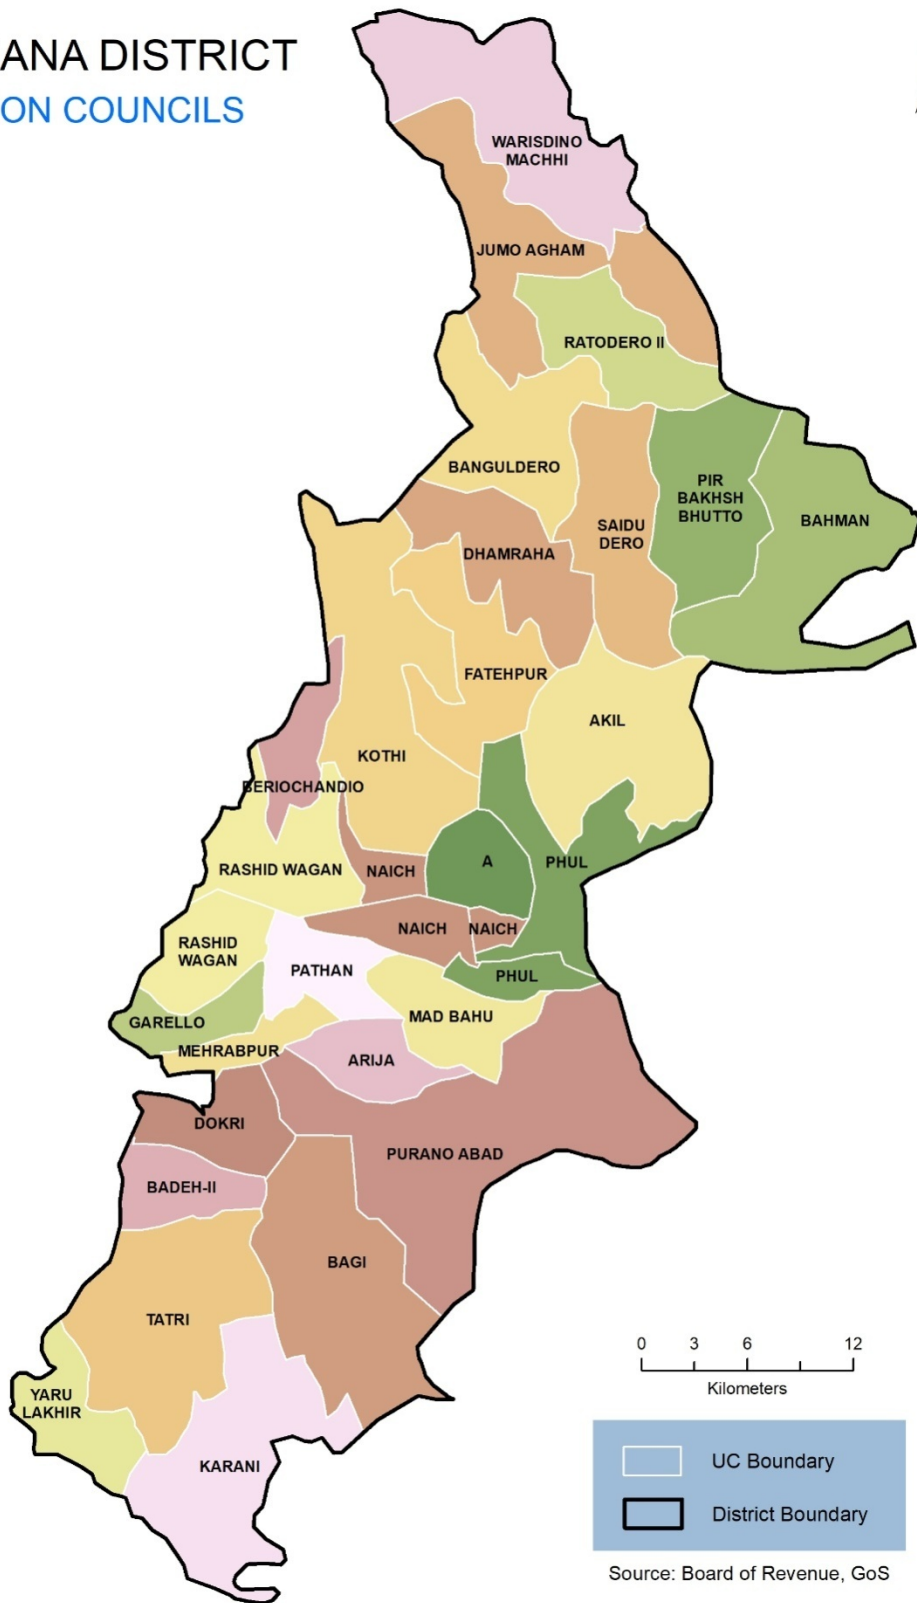 ANA DISTRICT
ON COUNCILS
WARISDINO
MACHHI
JUMO AGHAM
RATODERO II
BANGULDERO
PIR
BAKHSH
BHUTTO
BAHMAN
SAIDU
DERO
DHAMRAHA
FATEHPUR
AKIL
KOTHI
BERIOCHANDIO
RASHID WAGAN
NAICH
A
PHUL
NAICH
NAICH
RASHID
WAGAN
PATHAN
PHUL
GARELLO
MAD BAHU
MEHRABPUR
ARIJA
DOKRI
PURANO ABAD
BADEH-II
BAGI
TATRI
YARU
LAKHIR
KARANI
0 3 6 12
Kilometers
UC Boundary
District Boundary
Source: Board of Revenue, GoS